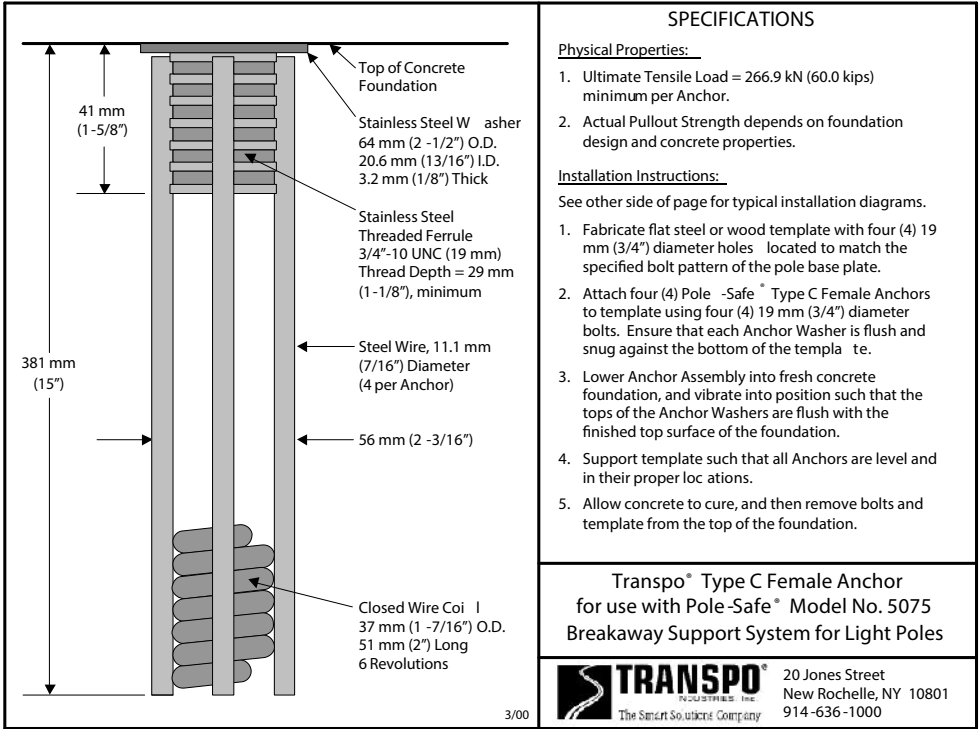 Top of Concrete
Foundation
41 mm
(1-5/8")
Stainless Steel W asher
64 mm (2 -1/2") O.D.
20.6 mm (13/16") I.D.
3.2 mm (1/8") Thick
Stainless Steel
Threaded Ferrule
3/4"-10 UNC (19 mm)
Thread Depth = 29 mm
(1-1/8"), minimum
381 mm
(15")
Steel Wire, 11.1 mm
(7/16") Diameter
(4 per Anchor)
56 mm (2 -3/16")
Closed Wire Coi l
37 mm (1 -7/16") O.D.
51 mm (2") Long
6 Revolutions
3/00
SPECIFICATIONS
Physical Properties:
1. Ultimate Tensile Load = 266.9 kN (60.0 kips)
minimum per Anchor.
2. Actual Pullout Strength depends on foundation
design and concrete properties.
Installation Instructions:
See other side of page for typical installation diagrams.
1. Fabricate flat steel or wood template with four (4) 19
mm (3/4") diameter holes located to match the
specified bolt pattern of the pole base plate.
2. Attach four (4) Pole -Safe® Type C Female Anchors
to template using four (4) 19 mm (3/4") diameter
bolts. Ensure that each Anchor Washer is flush and
snug against the bottom of the templa te.
3. Lower Anchor Assembly into fresh concrete
foundation, and vibrate into position such that the
tops of the Anchor Washers are flush with the
finished top surface of the foundation.
4. Support template such that all Anchors are level and
in their proper loc ations.
5. Allow concrete to cure, and then remove bolts and
template from the top of the foundation.
Transpo® Type C Female Anchor
for use with Pole-Safe® Model No. 5075
Breakaway Support System for Light Poles
TRANSPO®
INDUSTRIES, Inc.
The Smart Solutions Company
20 Jones Street
New Rochelle, NY 10801
914-636-1000